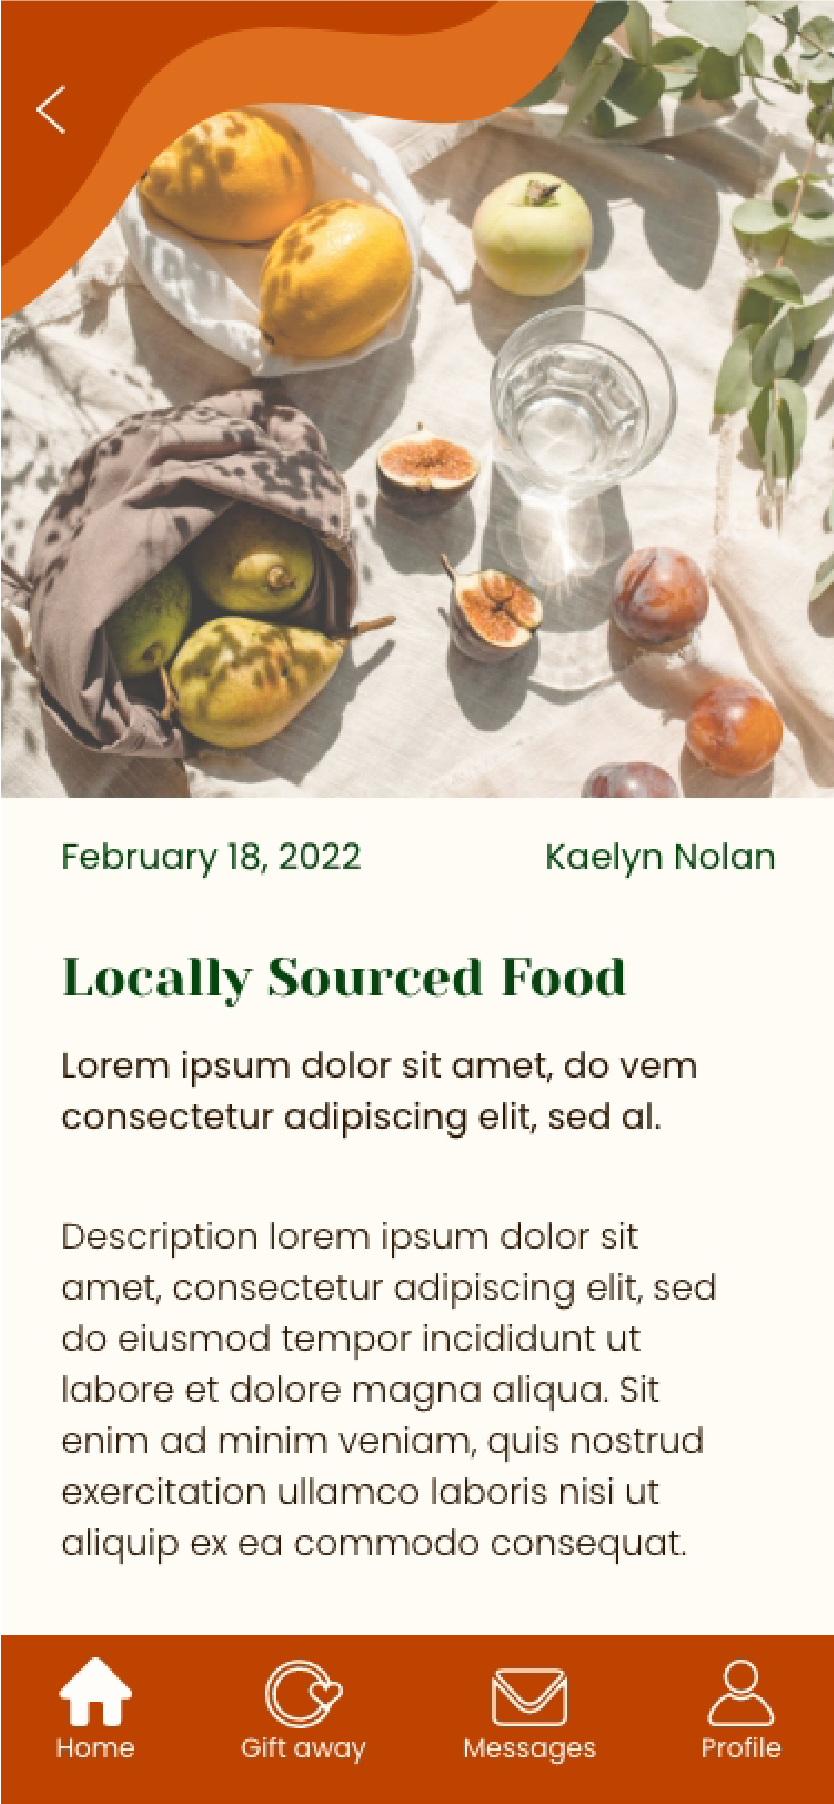 February 18, 2022 Kaelyn Nolan
Locally Sourced Food
Lorem ipsum dolor sit amet, do vem
consectetur adipiscing elit, sed al.
Description lorem ipsum dolor sit
amet, consectetur adipiscing elit, sed
do eiusmod tempor incididunt ut
labore et dolore magna aliqua. Sit
enim ad minim veniam, quis nostrud
exercitation ullamco laboris nisi ut
aliquip ex ea commodo consequat.
Home Gift away Messages Profile